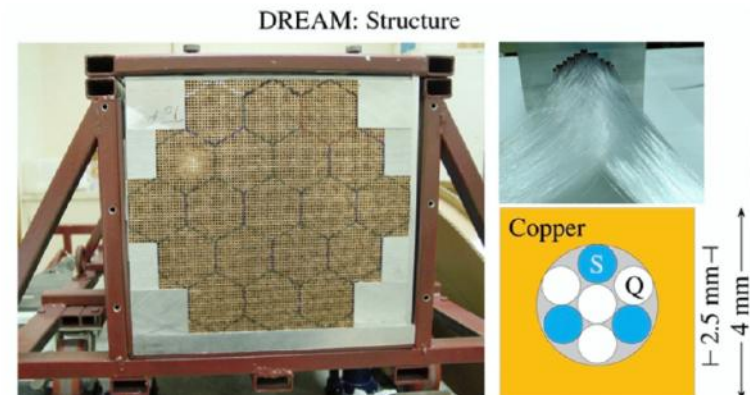 DREAM: Structure
Copper
S
Q
⊢ 2.5 mm ⊣
4 mm